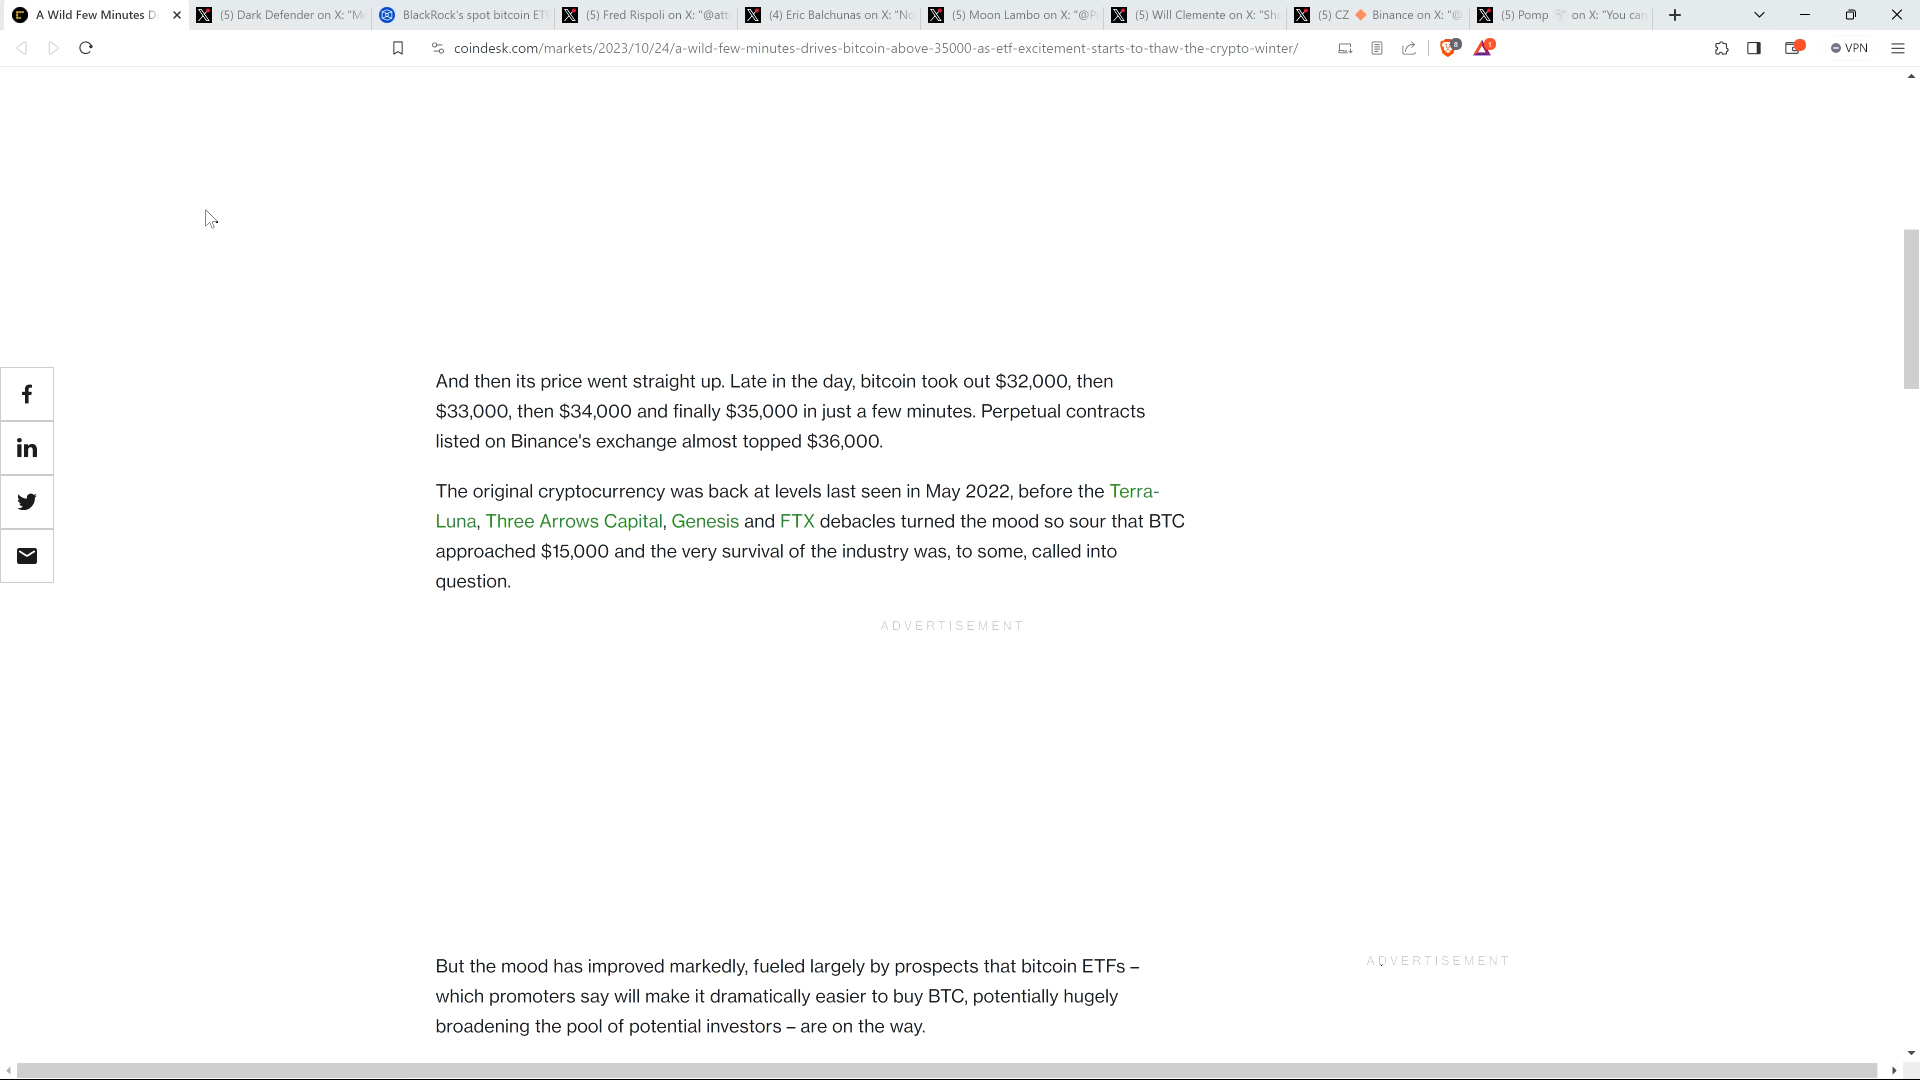 A Wild Few Minutes D
(5) Dark Defender on X: "M
BlackRock's spot bitcoin ET
(5) Fred Rispoli on X: "@att
(4) Eric Balchunas on X: "No
(5) Moon Lambo on X: "@P
(5) Will Clemente on X: "Sh
(5) CZ 🔶 Binance on X: "@
(5) Pomp 🌪 on X: "You can
coindesk.com/markets/2023/10/24/a-wild-few-minutes-drives-bitcoin-above-35000-as-etf-excitement-starts-to-thaw-the-crypto-winter/
8
1
VPN
And then its price went straight up. Late in the day, bitcoin took out $32,000, then
$33,000, then $34,000 and finally $35,000 in just a few minutes. Perpetual contracts
listed on Binance's exchange almost topped $36,000.
The original cryptocurrency was back at levels last seen in May 2022, before the Terra-
Luna, Three Arrows Capital, Genesis and FTX debacles turned the mood so sour that BTC
approached $15,000 and the very survival of the industry was, to some, called into
question.
ADVERTISEMENT
But the mood has improved markedly, fueled largely by prospects that bitcoin ETFs –
which promoters say will make it dramatically easier to buy BTC, potentially hugely
broadening the pool of potential investors – are on the way.
ADVERTISEMENT